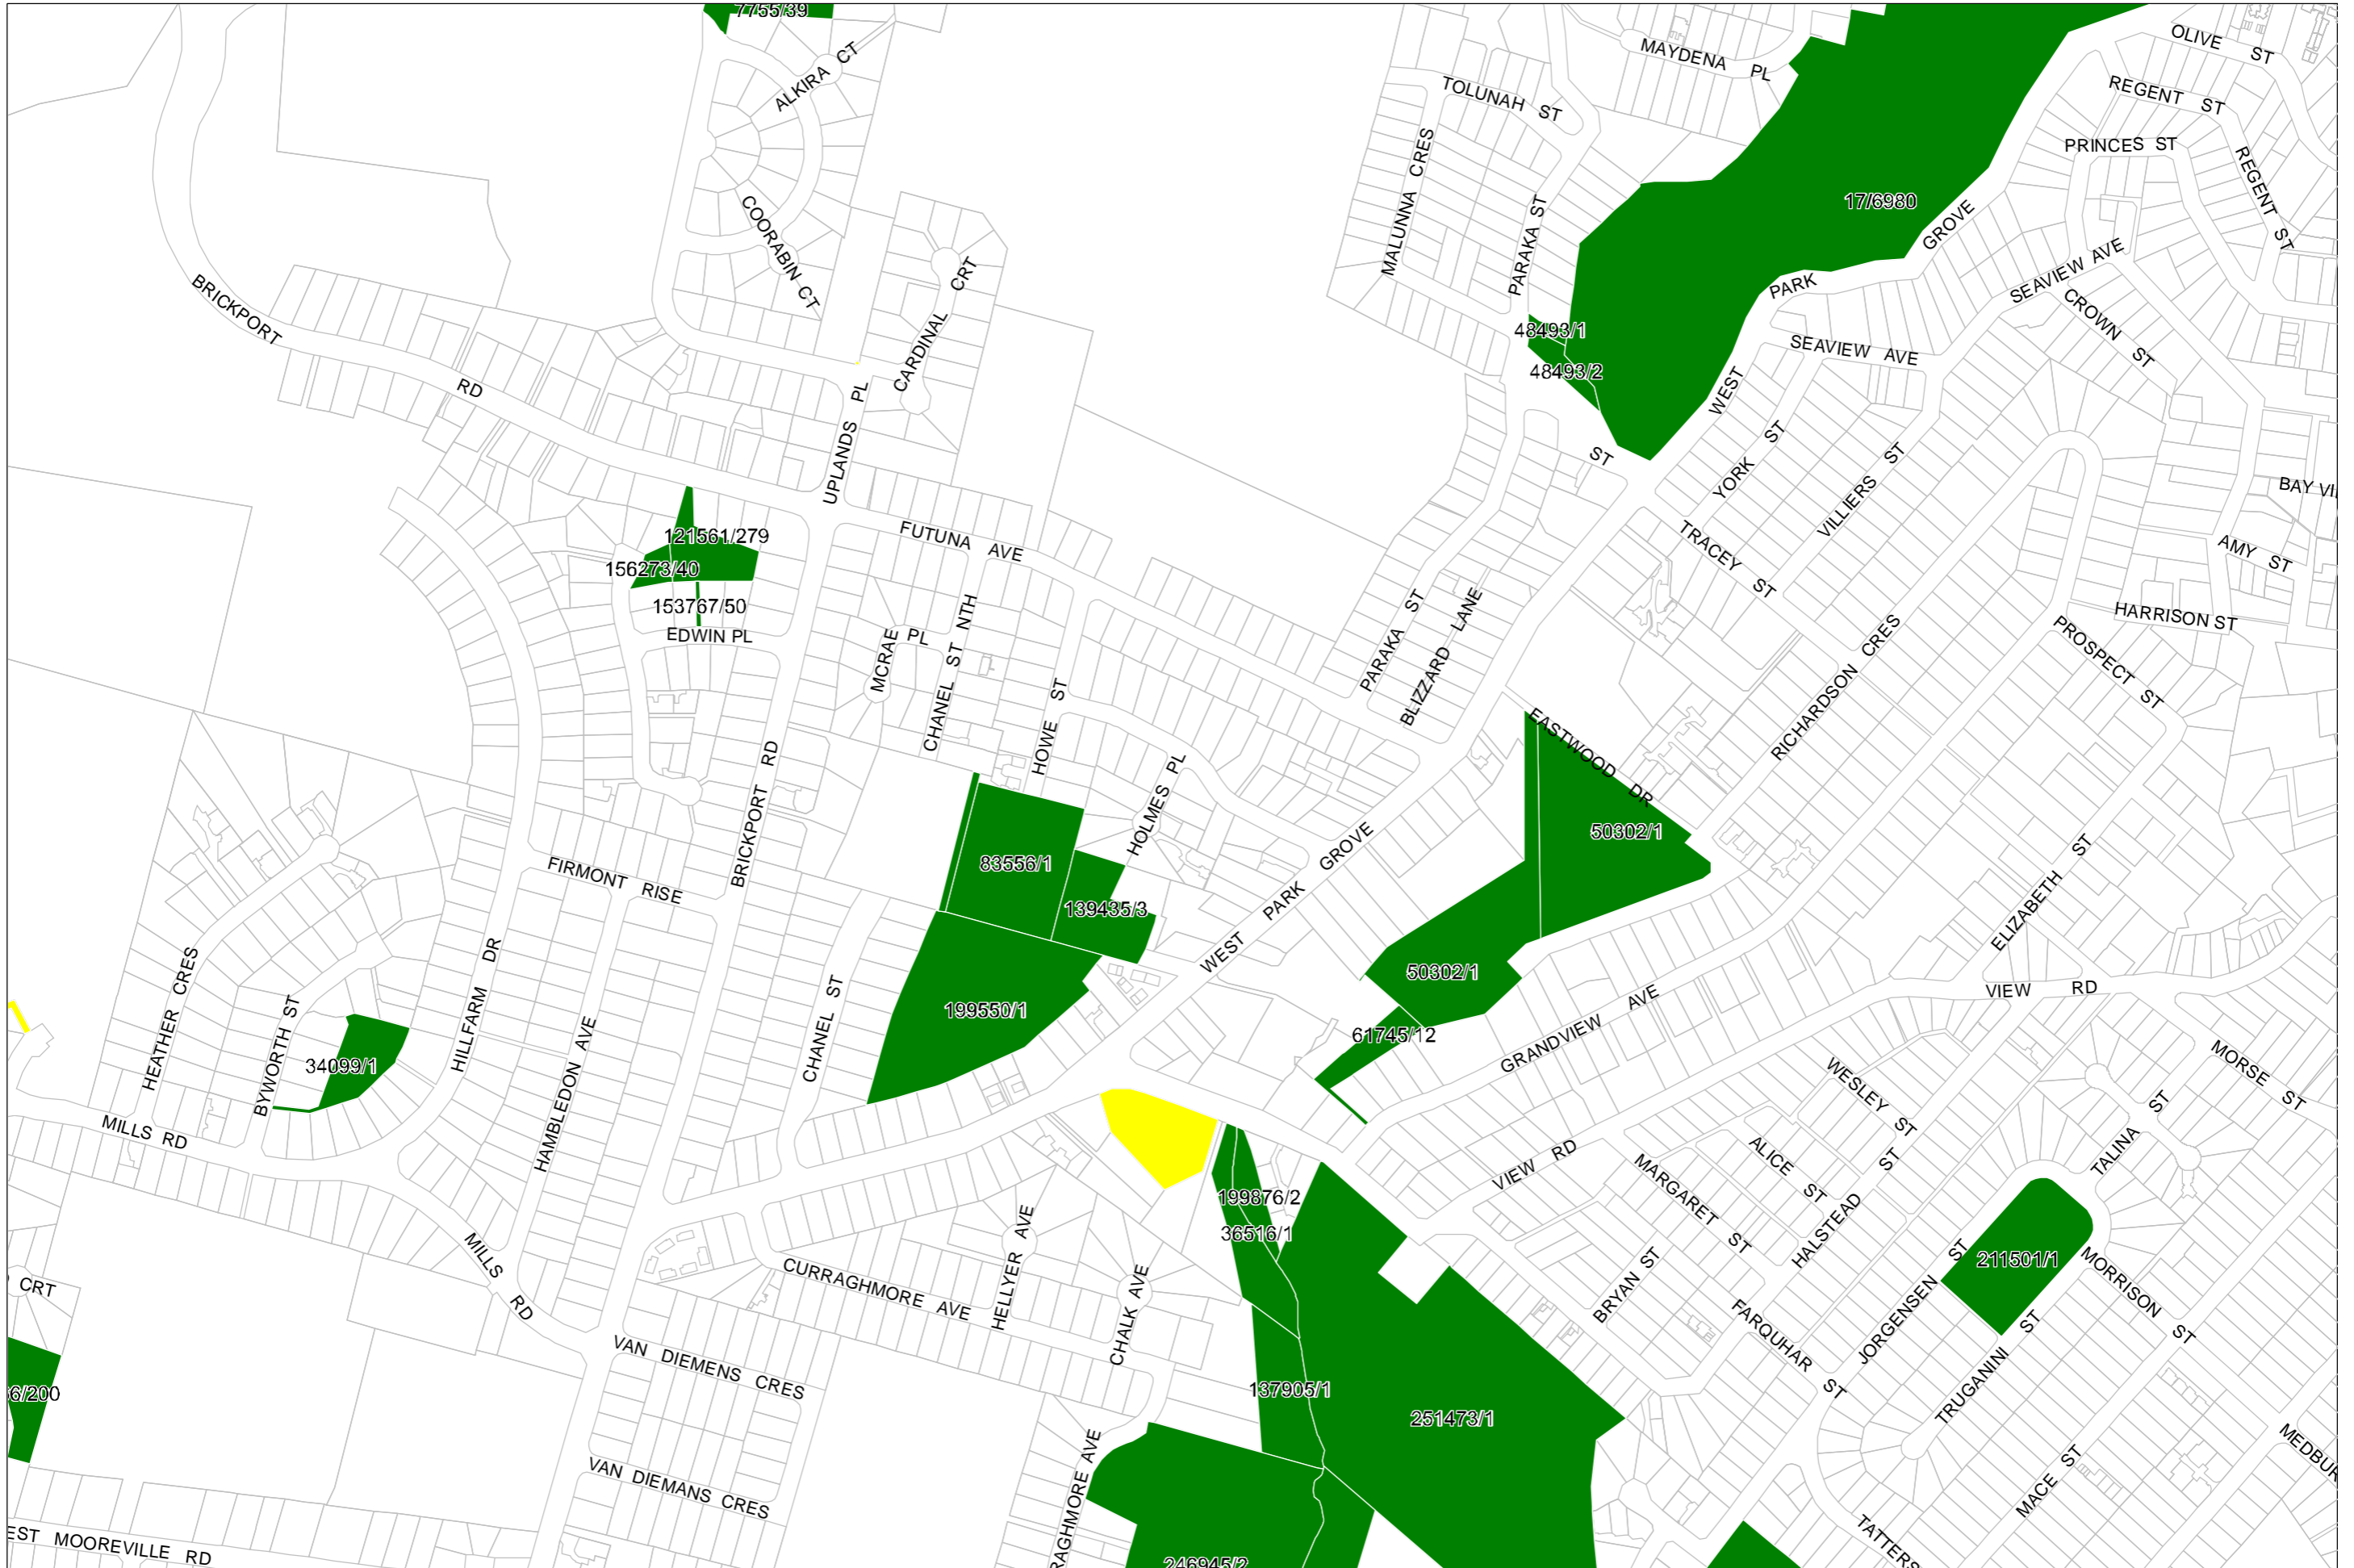 7755/39
ALKIRA CT
MAYDENA PL
OLIVE ST
TOLUNAH ST
REGENT ST
PRINCES ST
REGENT ST
MALUNNA CRES
17/6980
COORABIN CT
PARAKA ST
GROVE
SEAVIEW AVE
BRICKPORT
CARDINAL CRT
PARK
CROWN ST
48493/1
SEAVIEW AVE
48493/2
RD
WEST
UPLANDS PL
ST
YORK ST
VILLIERS ST
BAY VI
121561/279
FUTUNA AVE
TRACEY ST
AMY ST
156273/40
153767/50
EDWIN PL
MCRAE PL
CHANEL ST NTH
PARAKA ST
BLIZZARD LANE
HARRISON ST
PROSPECT ST
RICHARDSON CRES
HOWE ST
EASTWOOD DR
BRICKPORT RD
HOLMES PL
50302/1
GROVE
83556/1
FIRMONT RISE
PARK
139435/3
ELIZABETH ST
WEST
HILLFARM DR
HEATHER CRES
50302/1
VIEW RD
BYWORTH ST
CHANEL ST
199550/1
GRANDVIEW AVE
61745/12
HAMBLEDON AVE
34099/1
MORSE ST
WESLEY ST
MILLS RD
VIEW RD
ALICE ST
TALINA ST
MARGARET ST
199876/2
36516/1
HALSTEAD ST
HELLYER AVE
MILLS RD
CURRAGHMORE AVE
211501/1
CRT
CHALK AVE
BRYAN ST
JORGENSEN ST
MORRISON ST
FARQUHAR ST
VAN DIEMENS CRES
TRUGANINI ST
6/200
137905/1
251473/1
RAGHMORE AVE
VAN DIEMANS CRES
MACE ST
MEDBUR
EST MOOREVILLE RD
TATTERS
246945/2